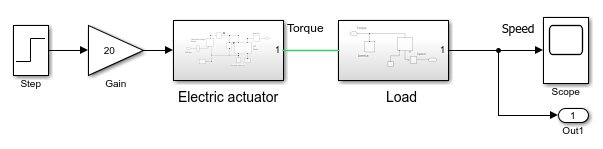 Torque
Speed
20
1
1
Step
Gain
Electric actuator
Load
Scope
1
Out1